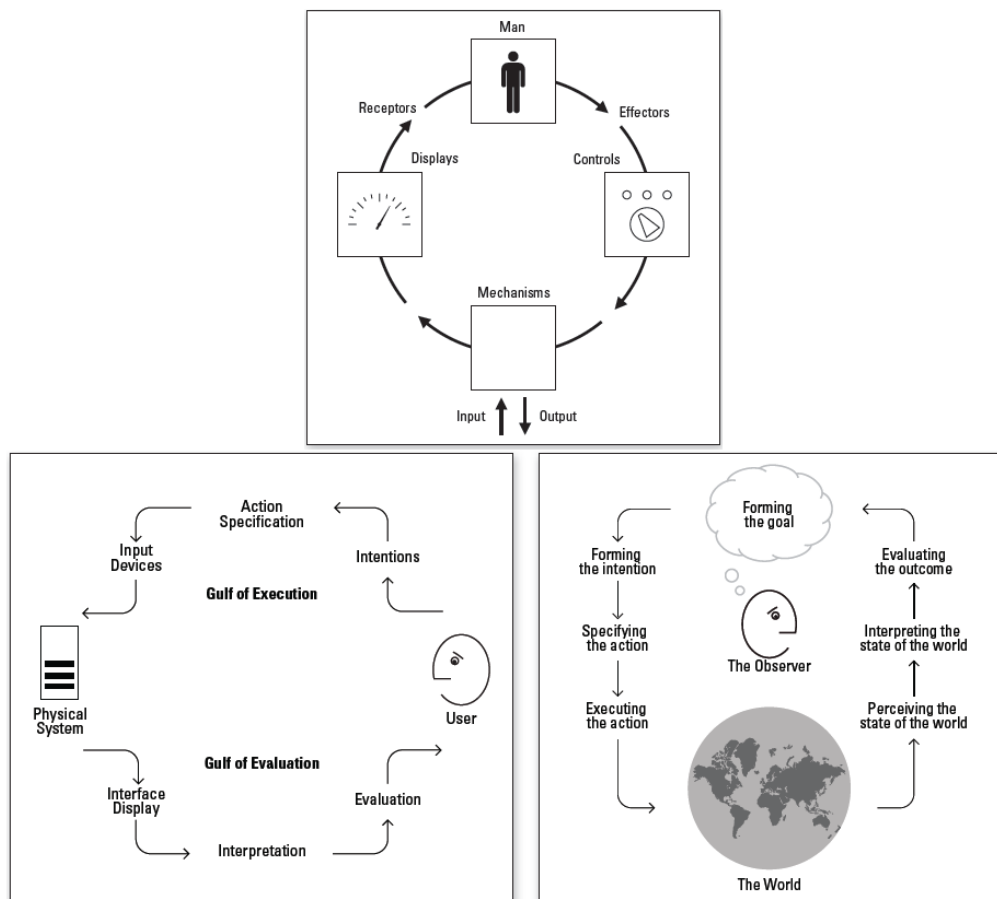 Man
Receptors
Effectors
Displays
Controls
Mechanisms
Input
Output
Action
Specification
Input
Devices
Intentions
Gulf of Execution
Physical
System
User
Gulf of Evaluation
Interface
Display
Evaluation
Interpretation
Forming
the goal
Forming
the intention
Evaluating
the outcome
Specifying
the action
The Observer
Interpreting the
state of the world
Executing
the action
Perceiving the
state of the world
The World